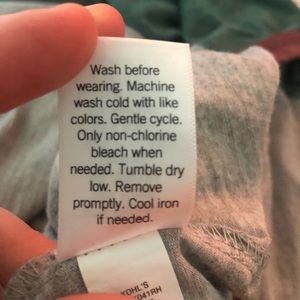 Wash before
wearing. Machine
wash cold with like
colors. Gentle cycle.
Only non-chlorine
bleach when
needed. Tumble dry
low. Remove
promptly. Cool iron
if needed.
KOHL'S